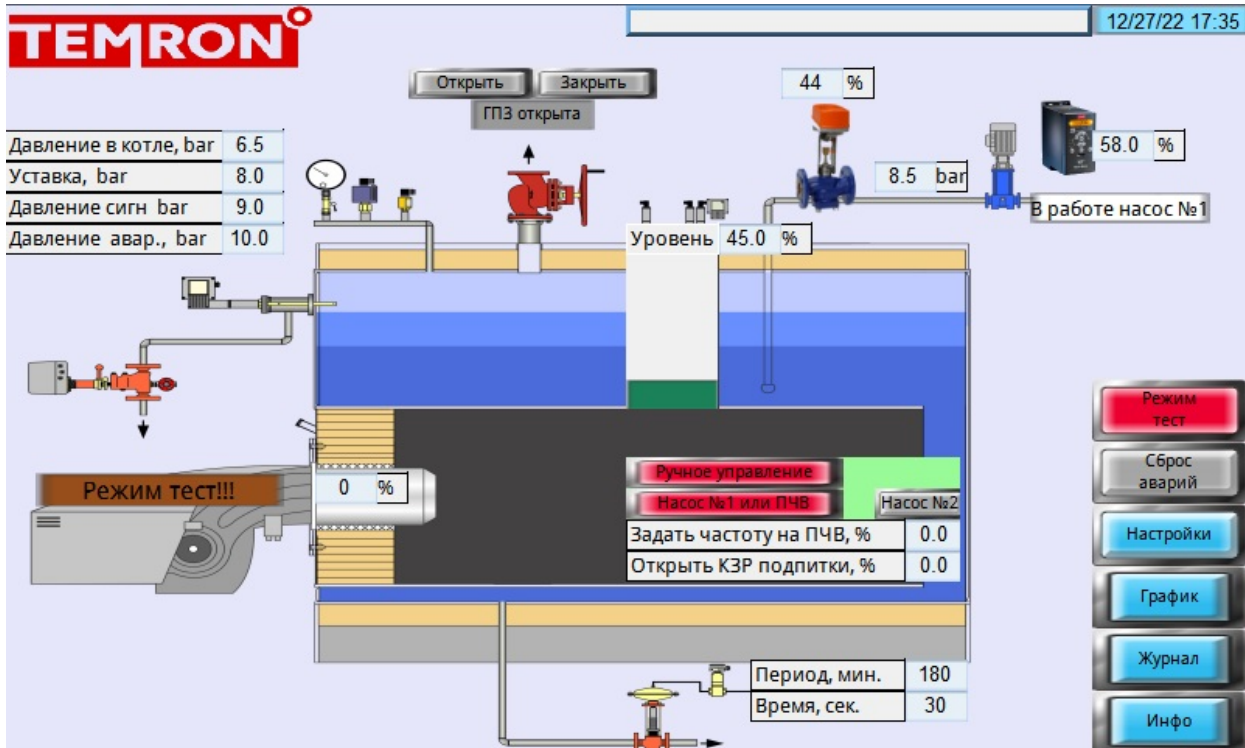 TEMRON
12/27/22 17:35
Открыть Закрыть
ГПЗ открыта
44 %
58.0 %
8.5 bar
В работе насос №1
Давление в котле, bar 6.5
Уставка, bar 8.0
Давление сигн bar 9.0
Давление авар., bar 10.0
Уровень 45.0 %
Режим тест!!!
0 %
Ручное управление
Насос №1 или ПЧВ Насос №2
Задать частоту на ПЧВ, % 0.0
Открыть КЗР подпитки, % 0.0
Период, мин. 180
Время, сек. 30
Режим
тест
Сброс
аварий
Настройки
График
Журнал
Инфо